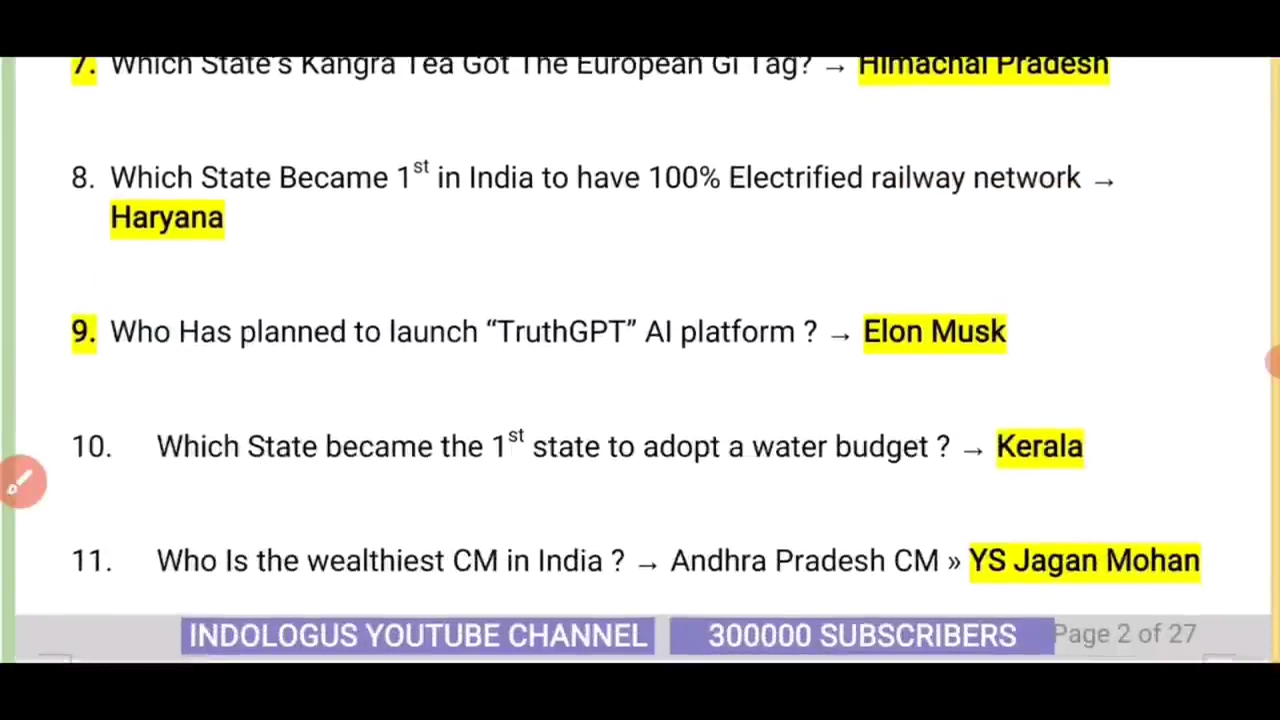 7. Which State's Kangra Tea Got The European GI Tag? → Himachal Pradesh
8. Which State Became 1st in India to have 100% Electrified railway network →
Haryana
9. Who Has planned to launch “TruthGPT” AI platform ? → Elon Musk
10. Which State became the 1st state to adopt a water budget ? → Kerala
11. Who Is the wealthiest CM in India ? → Andhra Pradesh CM » YS Jagan Mohan
INDOLOGUS YOUTUBE CHANNEL 300000 SUBSCRIBERS Page 2 of 27